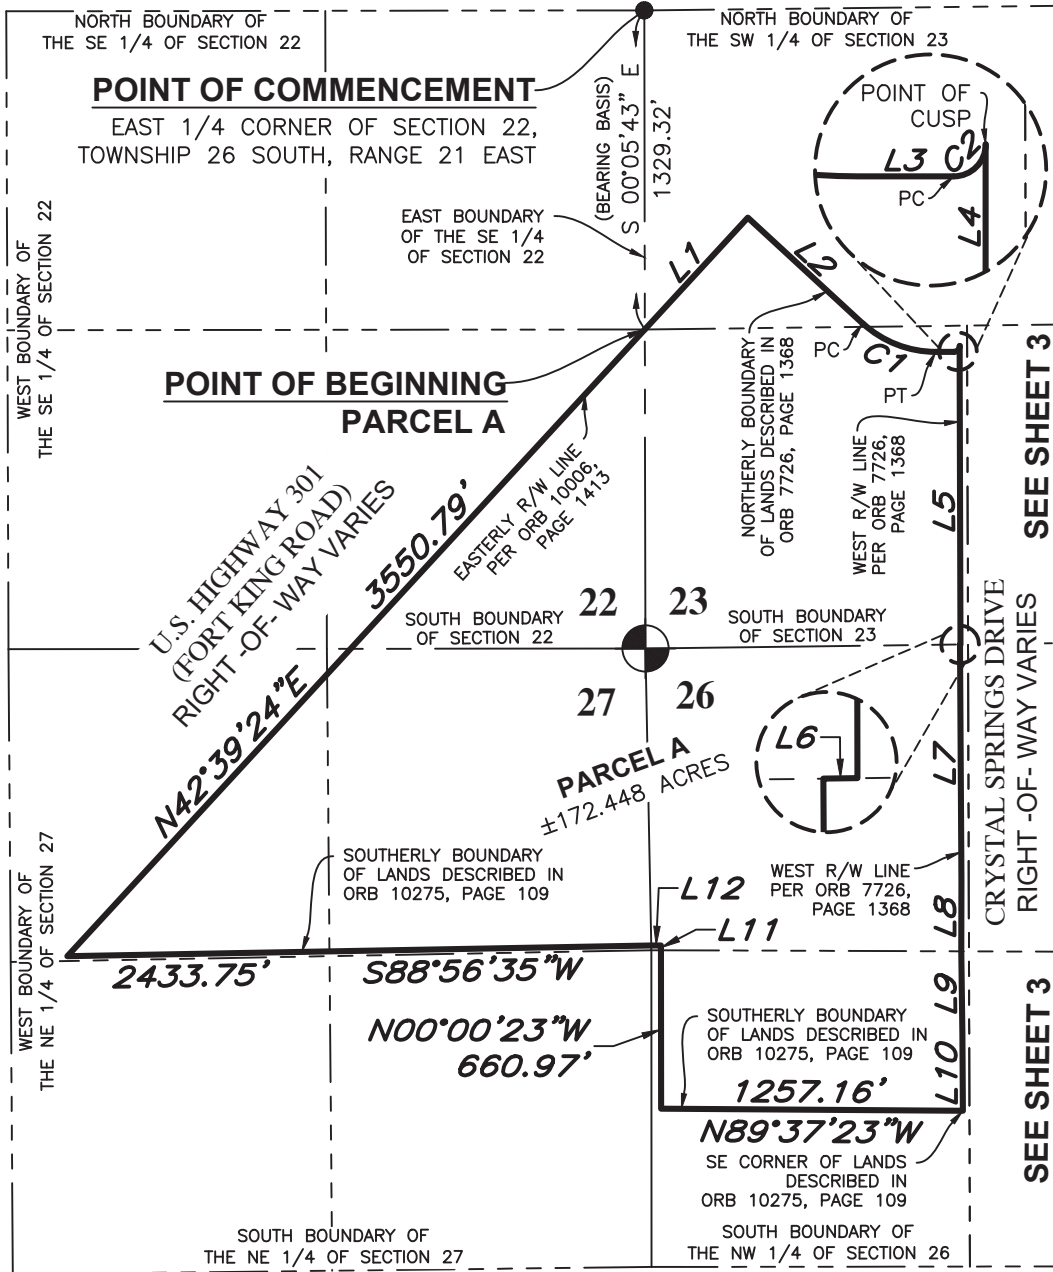 NORTH BOUNDARY OF
THE SE 1/4 OF SECTION 22
NORTH BOUNDARY OF
THE SW 1/4 OF SECTION 23
POINT OF COMMENCEMENT
EAST 1/4 CORNER OF SECTION 22,
TOWNSHIP 26 SOUTH, RANGE 21 EAST
(BEARING BASIS)
S 00°05'43" E
1329.32'
POINT OF
CUSP
L3
C2
PC
L4
WEST BOUNDARY OF
THE SE 1/4 OF SECTION 22
EAST BOUNDARY
OF THE SE 1/4
OF SECTION 22
L1
L2
PC
C1
PT
POINT OF BEGINNING
PARCEL A
NORTHERLY BOUNDARY
OF LANDS DESCRIBED IN
ORB 7726, PAGE 1368
WEST R/W LINE
PER ORB 7726,
PAGE 1368
L5
SEE SHEET 3
U.S. HIGHWAY 301
(FORT KING ROAD)
RIGHT -OF- WAY VARIES
3550.79'
N42°39'24"E
EASTERLY R/W LINE
PER ORB 10006,
PAGE 1413
SOUTH BOUNDARY
OF SECTION 22
22
23
SOUTH BOUNDARY
OF SECTION 23
27
26
PARCEL A
±172.448 ACRES
L6
L7
CRYSTAL SPRINGS DRIVE
RIGHT -OF- WAY VARIES
WEST BOUNDARY OF
THE NE 1/4 OF SECTION 27
SOUTHERLY BOUNDARY
OF LANDS DESCRIBED IN
ORB 10275, PAGE 109
WEST R/W LINE
PER ORB 7726,
PAGE 1368
L8
L12
L11
2433.75'
S88°56'35"W
N00°00'23"W
660.97'
SOUTHERLY BOUNDARY
OF LANDS DESCRIBED IN
ORB 10275, PAGE 109
L9
L10
1257.16'
N89°37'23"W
SEE SHEET 3
SE CORNER OF LANDS
DESCRIBED IN
ORB 10275, PAGE 109
SOUTH BOUNDARY OF
THE NE 1/4 OF SECTION 27
SOUTH BOUNDARY OF
THE NW 1/4 OF SECTION 26